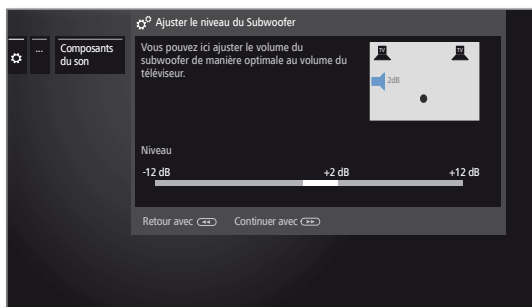 Ajuster le niveau du Subwoofer
...
Composants
du son
Vous pouvez ici ajuster le volume du
subwoofer de manière optimale au volume du
téléviseur.
TV
TV
2dB
Niveau
-12 dB
+2 dB
+12 dB
Retour avec
Continuer avec